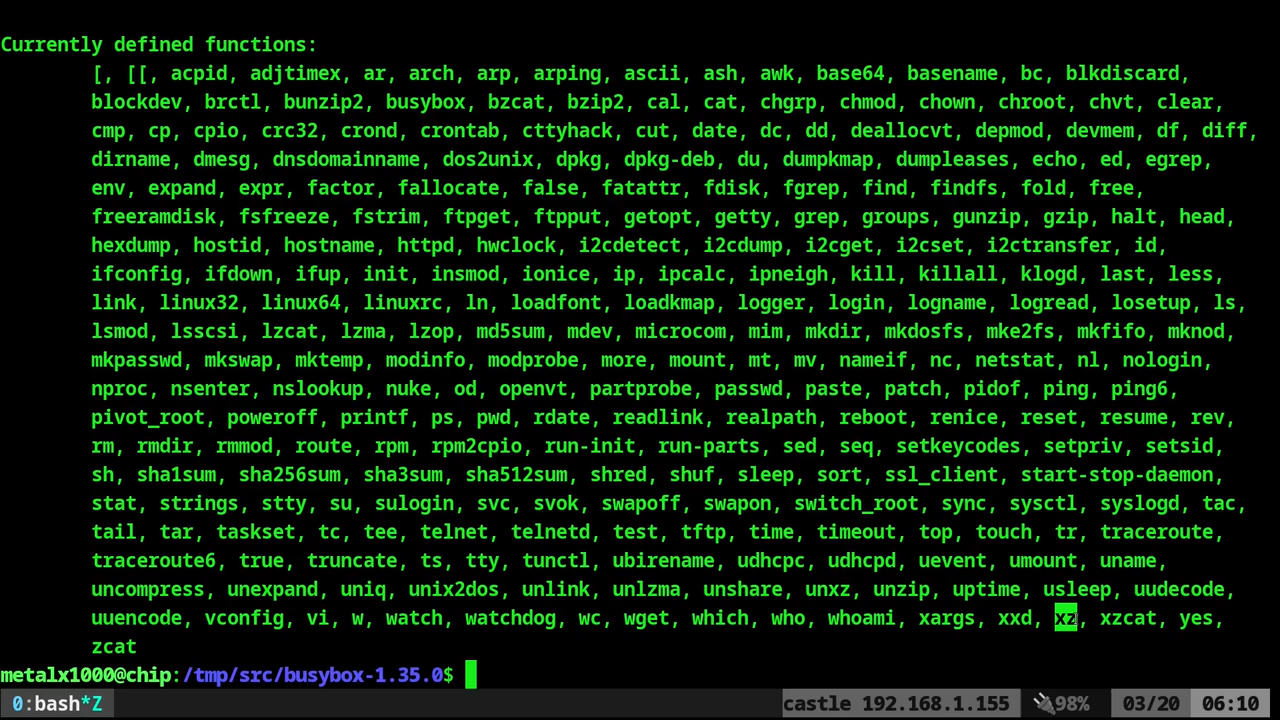 Currently defined functions:
[, [[, acpid, adjtimex, ar, arch, arp, arping, ascii, ash, awk, base64, basename, bc, blkdiscard,
blockdev, brctl, bunzip2, busybox, bzcat, bzip2, cal, cat, chgrp, chmod, chown, chroot, chvt, clear,
cmp, cp, cpio, crc32, crond, crontab, cttyhack, cut, date, dc, dd, deallocvt, depmod, devmem, df, diff,
dirname, dmesg, dnsdomainname, dos2unix, dpkg, dpkg-deb, du, dumpkmap, dumpleases, echo, ed, egrep,
env, expand, expr, factor, fallocate, false, fatattr, fdisk, fgrep, find, findfs, fold, free,
freeramdisk, fsfreeze, fstrim, ftpget, ftpput, getopt, getty, grep, groups, gunzip, gzip, halt, head,
hexdump, hostid, hostname, httpd, hwclock, i2cdetect, i2cdump, i2cget, i2cset, i2ctransfer, id,
ifconfig, ifdown, ifup, init, insmod, ionice, ip, ipcalc, ipneigh, kill, killall, klogd, last, less,
link, linux32, linux64, linuxrc, ln, loadfont, loadkmap, logger, login, logname, logread, losetup, ls,
lsmod, lsscsi, lzcat, lzma, lzop, md5sum, mdev, microcom, mim, mkdir, mkdosfs, mke2fs, mkfifo, mknod,
mkpasswd, mkswap, mktemp, modinfo, modprobe, more, mount, mt, mv, nameif, nc, netstat, nl, nologin,
nproc, nsenter, nslookup, nuke, od, openvt, partprobe, passwd, paste, patch, pidof, ping, ping6,
pivot_root, poweroff, printf, ps, pwd, rdate, readlink, realpath, reboot, renice, reset, resume, rev,
rm, rmdir, rmmod, route, rpm, rpm2cpio, run-init, run-parts, sed, seq, setkeycodes, setpriv, setsid,
sh, sha1sum, sha256sum, sha3sum, sha512sum, shred, shuf, sleep, sort, ssl_client, start-stop-daemon,
stat, strings, stty, su, sulogin, svc, svok, swapoff, swapon, switch_root, sync, sysctl, syslogd, tac,
tail, tar, taskset, tc, tee, telnet, telnetd, test, tftp, time, timeout, top, touch, tr, traceroute,
traceroute6, true, truncate, ts, tty, tunctl, ubirename, udhcpc, udhcpd, uevent, umount, uname,
uncompress, unexpand, uniq, unix2dos, unlink, unlzma, unshare, unxz, unzip, uptime, usleep, uudecode,
uuencode, vconfig, vi, w, watch, watchdog, wc, wget, which, who, whoami, xargs, xxd, xz, xzcat, yes,
zcat
metalx1000@chip:/tmp/src/busybox-1.35.0$
0:bash*Z castle 192.168.1.155 🔌98% 03/20 06:10